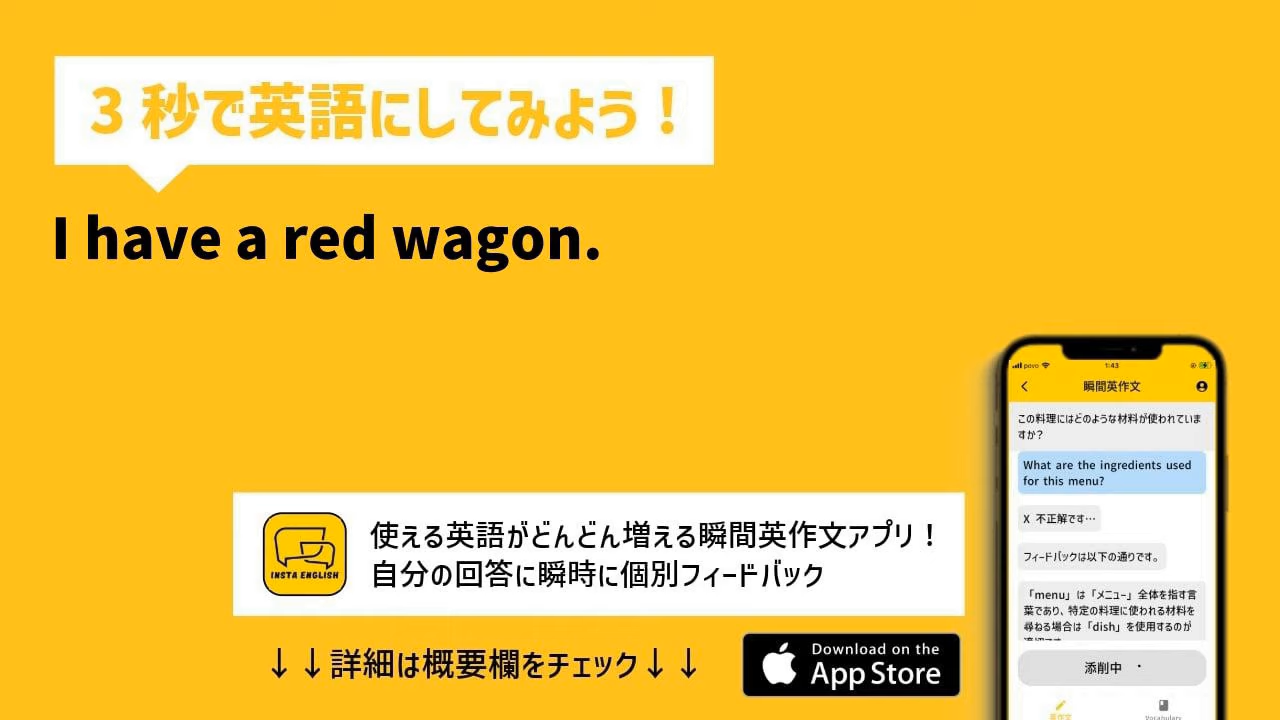 3秒で英語にしてみよう！
I have a red wagon.
povo
1:43
瞬間英作文
この料理にはどのような材料が使われていま
すか？
What are the ingredients used
for this menu?
X 不正解です…
フィードバックは以下の通りです。
「menu」は「メニュー」全体を指す言
葉であり、特定の料理に使われる材料を
尋ねる場合は「dish」を使用するのが
添削中
英作文
Vocabulary
INSTA ENGLISH
使える英語がどんどん増える瞬間英作文アプリ！
自分の回答に瞬時に個別フィードバック
↓↓詳細は概要欄をチェック↓↓
Download on the
App Store